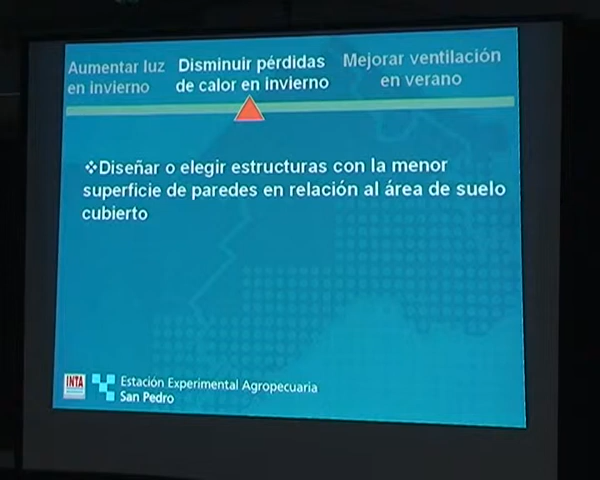 Aumentar luz
en invierno
Disminuir pérdidas
de calor en invierno
Mejorar ventilación
en verano
❖Diseñar o elegir estructuras con la menor
superficie de paredes en relación al área de suelo
cubierto
INTA
Estación Experimental Agropecuaria
San Pedro